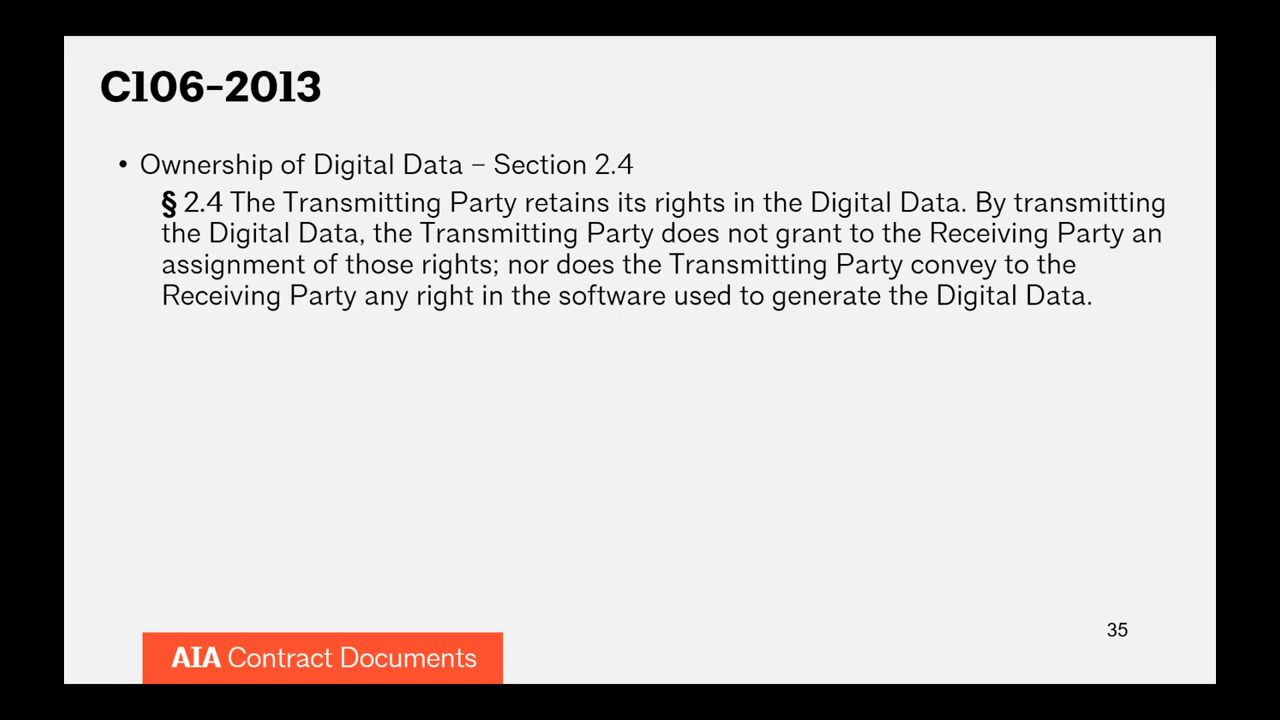 C106-2013
• Ownership of Digital Data – Section 2.4
§ 2.4 The Transmitting Party retains its rights in the Digital Data. By transmitting
the Digital Data, the Transmitting Party does not grant to the Receiving Party an
assignment of those rights; nor does the Transmitting Party convey to the
Receiving Party any right in the software used to generate the Digital Data.
35
AIA Contract Documents